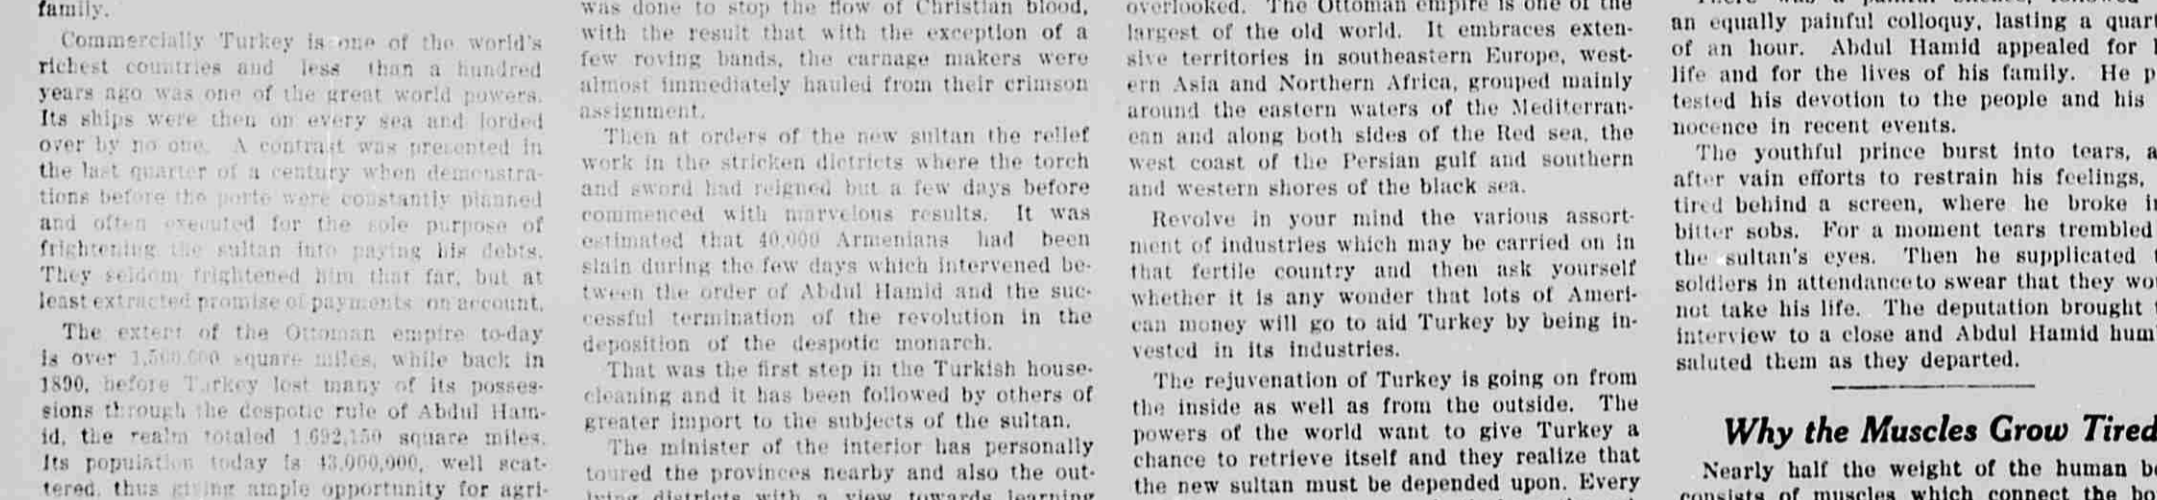 family.
Commercially Turkey is one of the world's
richest countries and less than a hundred
years ago was one of the great world powers.
Its ships were then on every sea and lorded
over by no one. A contrast was presented in
the last quarter of a century when demonstra-
tions before the porte were constantly planned
and often executed for the sole purpose of
frightening the sultan into paying his debts.
They seldom frightened him that far, but at
least extracted promise of payments on account.
The extent of the Ottoman empire to-day
is over 1,500,000 square miles, while back in
1890, before Turkey lost many of its posses-
sions through the despotic rule of Abdul Ham-
id, the realm totaled 1,692,150 square miles.
Its population today is 43,000,000, well scat-
tered, thus giving ample opportunity for agri-
was done to stop the flow of Christian blood,
with the result that with the exception of a
few roving bands, the carnage makers were
almost immediately hauled from their crimson
assignment.
Then at orders of the new sultan the relief
work in the stricken dietricts where the torch
and sword had reigned but a few days before
commenced with marvelous results. It was
estimated that 40,000 Armenians had been
slain during the few days which intervened be-
tween the order of Abdul Hamid and the suc-
cessful termination of the revolution in the
deposition of the despotic monarch.
That was the first step in the Turkish house-
cleaning and it has been followed by others of
greater import to the subjects of the sultan.
The minister of the interior has personally
toured the provinces nearby and also the out-
lying districts with a view towards learning
overlooked. The Ottoman empire is one of the
largest of the old world. It embraces exten-
sive territories in southeastern Europe, west-
ern Asia and Northern Africa, grouped mainly
around the eastern waters of the Mediterran-
ean and along both sides of the Red sea, the
west coast of the Persian gulf and southern
and western shores of the black sea.
Revolve in your mind the various assort-
ment of industries which may be carried on in
that fertile country and then ask yourself
whether it is any wonder that lots of Ameri-
can money will go to aid Turkey by being in-
vested in its industries.
The rejuvenation of Turkey is going on from
the inside as well as from the outside. The
powers of the world want to give Turkey a
chance to retrieve itself and they realize that
the new sultan must be depended upon. Every
an equally painful colloquy, lasting a quart
of an hour. Abdul Hamid appealed for
life and for the lives of his family. He p
tested his devotion to the people and his
nocence in recent events.
The youthful prince burst into tears, a
after vain efforts to restrain his feelings,
tired behind a screen, where he broke in
bitter sobs. For a moment tears trembled
the sultan's eyes. Then he supplicated
soldiers in attendance to swear that they wo
not take his life. The deputation brought
interview to a close and Abdul Hamid hum
saluted them as they departed.
Why the Muscles Grow Tired
Nearly half the weight of the human b
consists of muscles which connect the bo